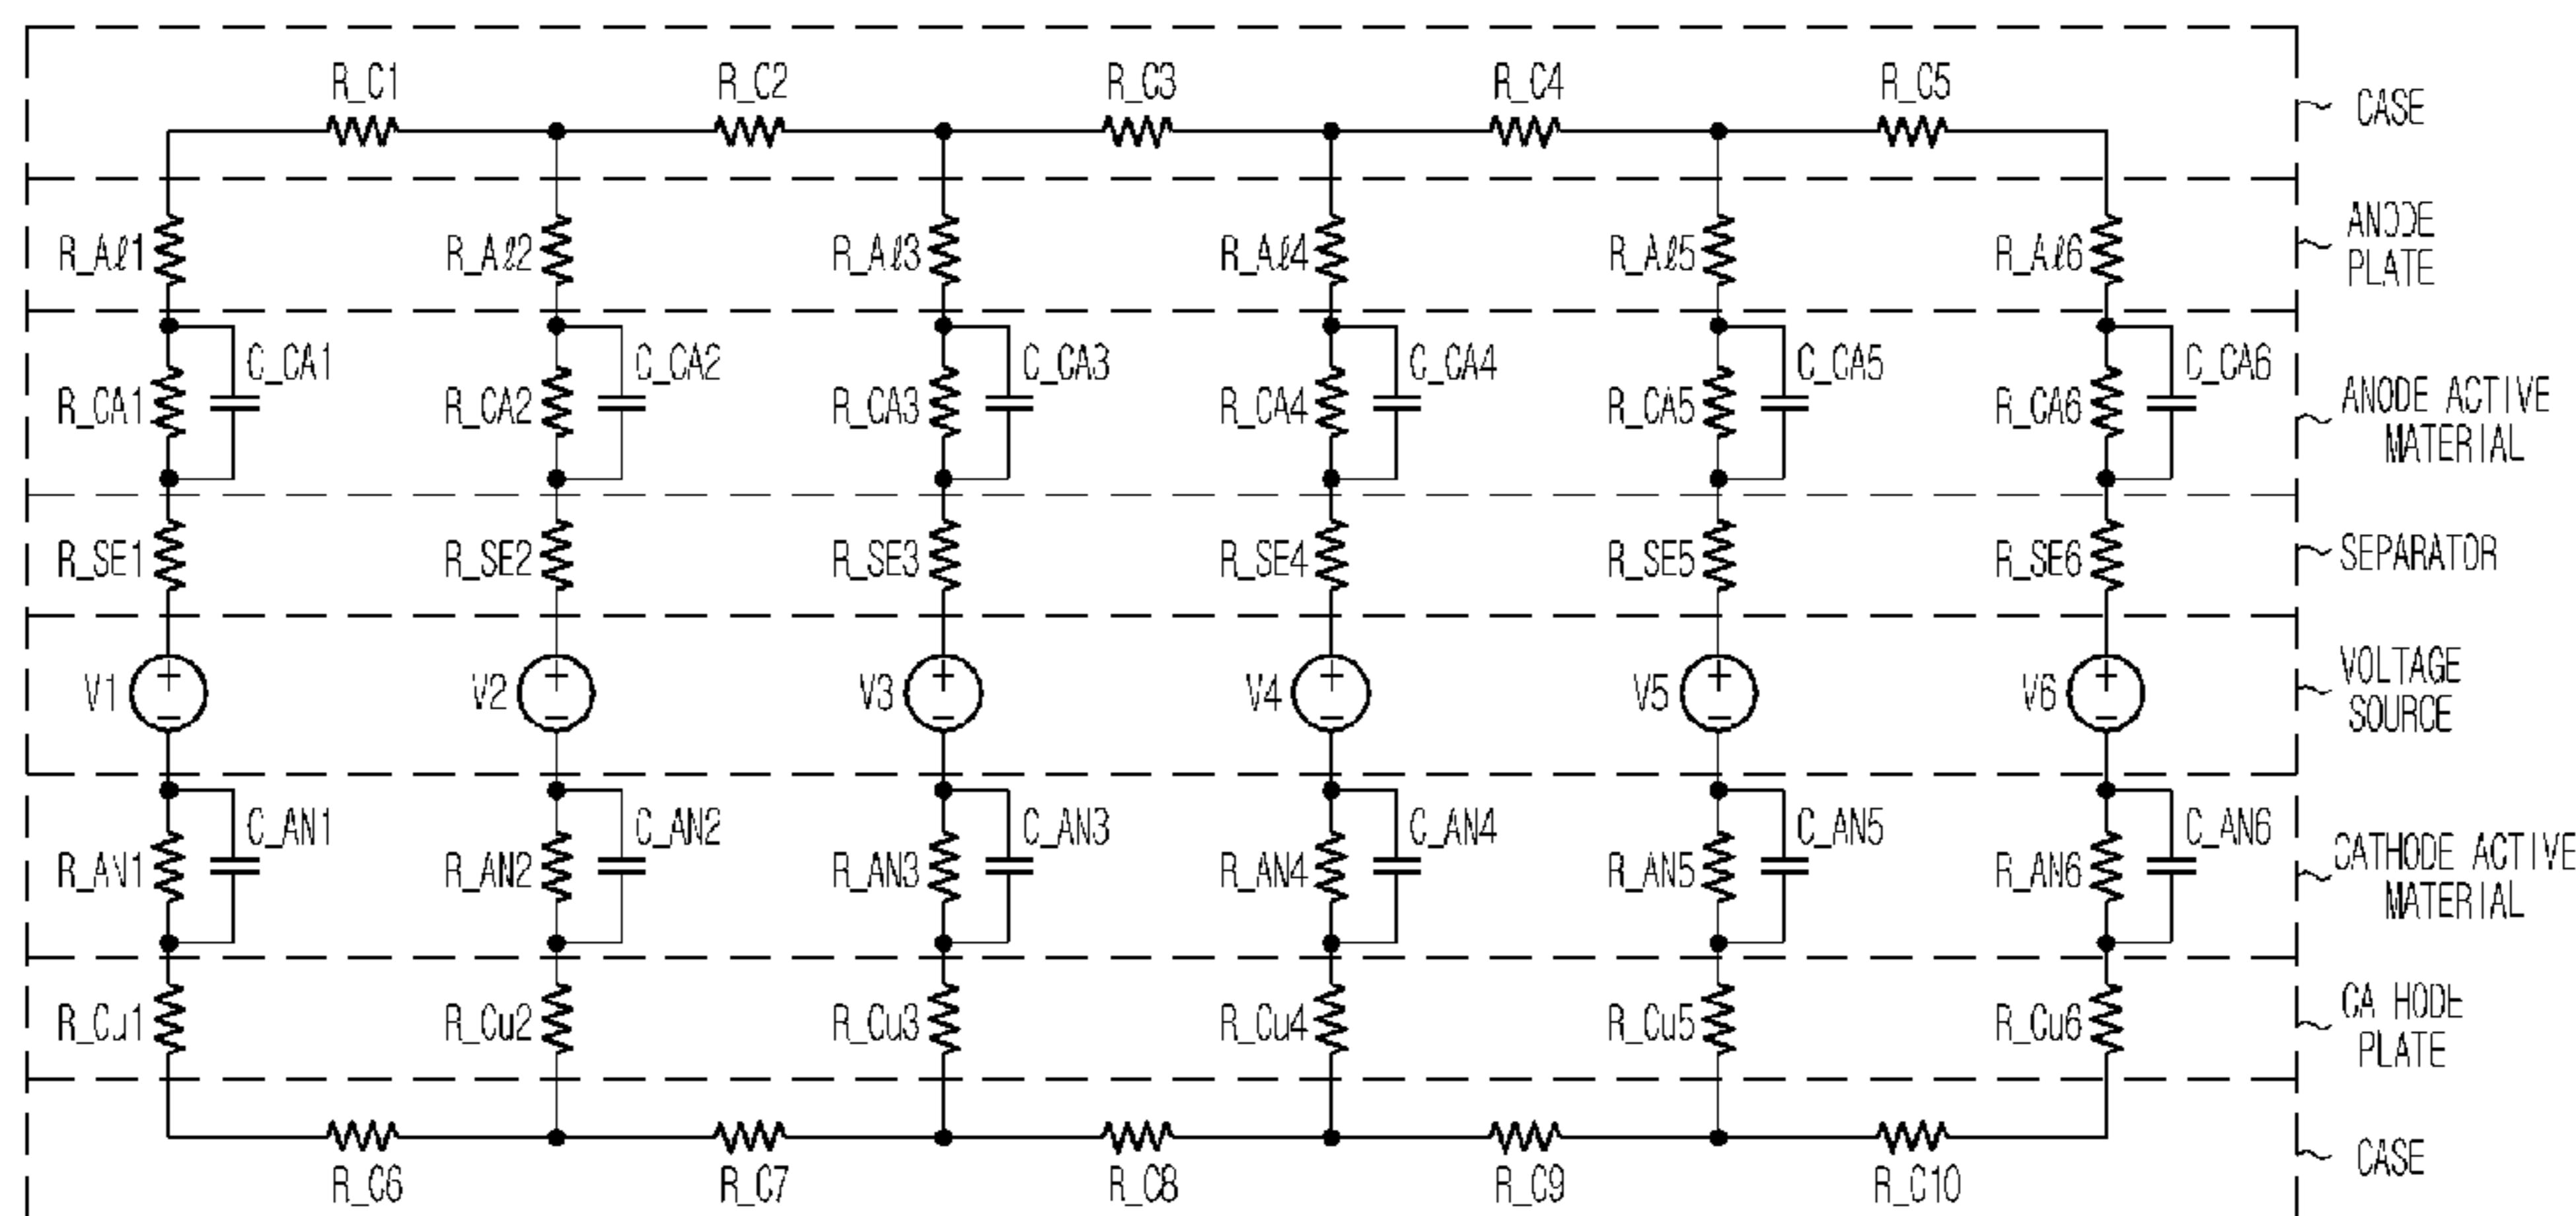 R_C1 R_C2 R_C3 R_C4 R_C5
CASE
R_Aℓ1 R_Aℓ2 R_Aℓ3 R_Aℓ4 R_Aℓ5 R_Aℓ6
ANODE
PLATE
C_CA1 C_CA2 C_CA3 C_CA4 C_CA5 C_CA6
R_CA1 R_CA2 R_CA3 R_CA4 R_CA5 R_CA6
ANODE ACTIVE
MATERIAL
R_SE1 R_SE2 R_SE3 R_SE4 R_SE5 R_SE6
SEPARATOR
V1 + − V2 + − V3 + − V4 + − V5 + − V6 + −
VOLTAGE
SOURCE
C_AN1 C_AN2 C_AN3 C_AN4 C_AN5 C_AN6
R_AN1 R_AN2 R_AN3 R_AN4 R_AN5 R_AN6
CATHODE ACTIVE
MATERIAL
R_Cu1 R_Cu2 R_Cu3 R_Cu4 R_Cu5 R_Cu6
CA HODE
PLATE
R_C6 R_C7 R_C8 R_C9 R_C10
CASE